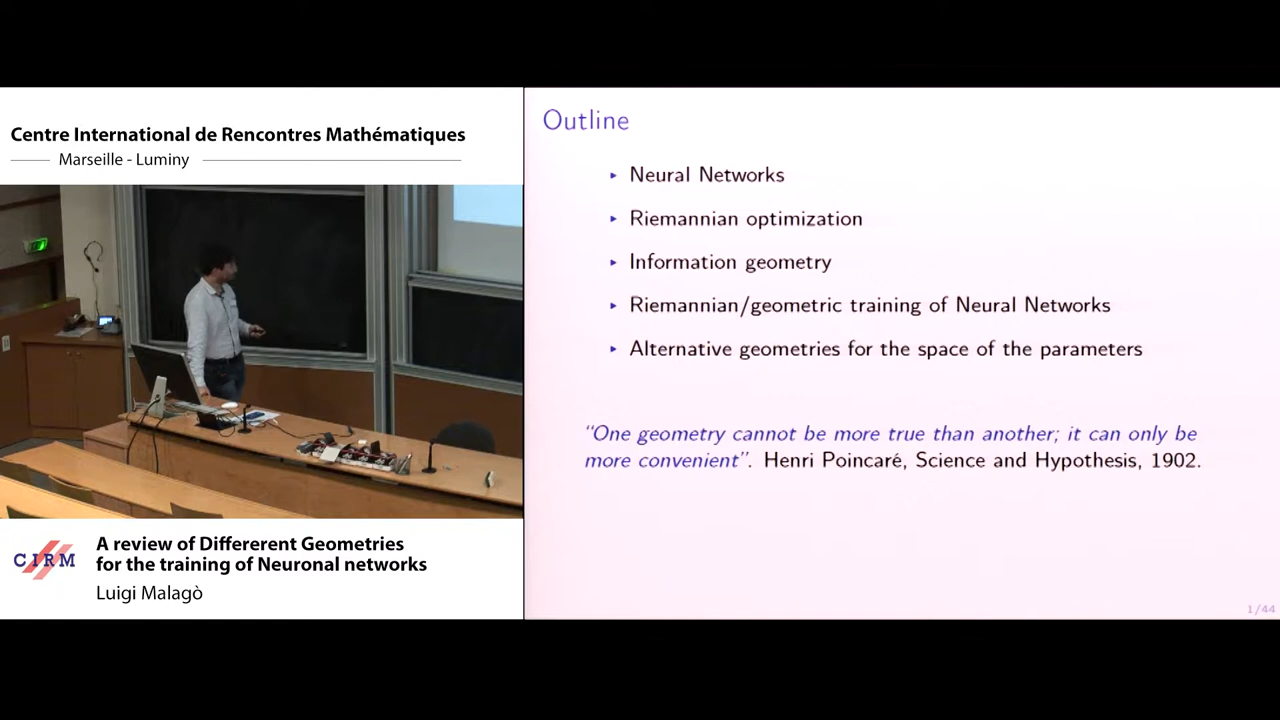 Centre International de Rencontres Mathématiques
Marseille - Luminy
CIRM
A review of Differerent Geometries
for the training of Neuronal networks
Luigi Malagò
Outline
Neural Networks
Riemannian optimization
Information geometry
Riemannian/geometric training of Neural Networks
Alternative geometries for the space of the parameters
“One geometry cannot be more true than another; it can only be
more convenient”. Henri Poincaré, Science and Hypothesis, 1902.
1/44